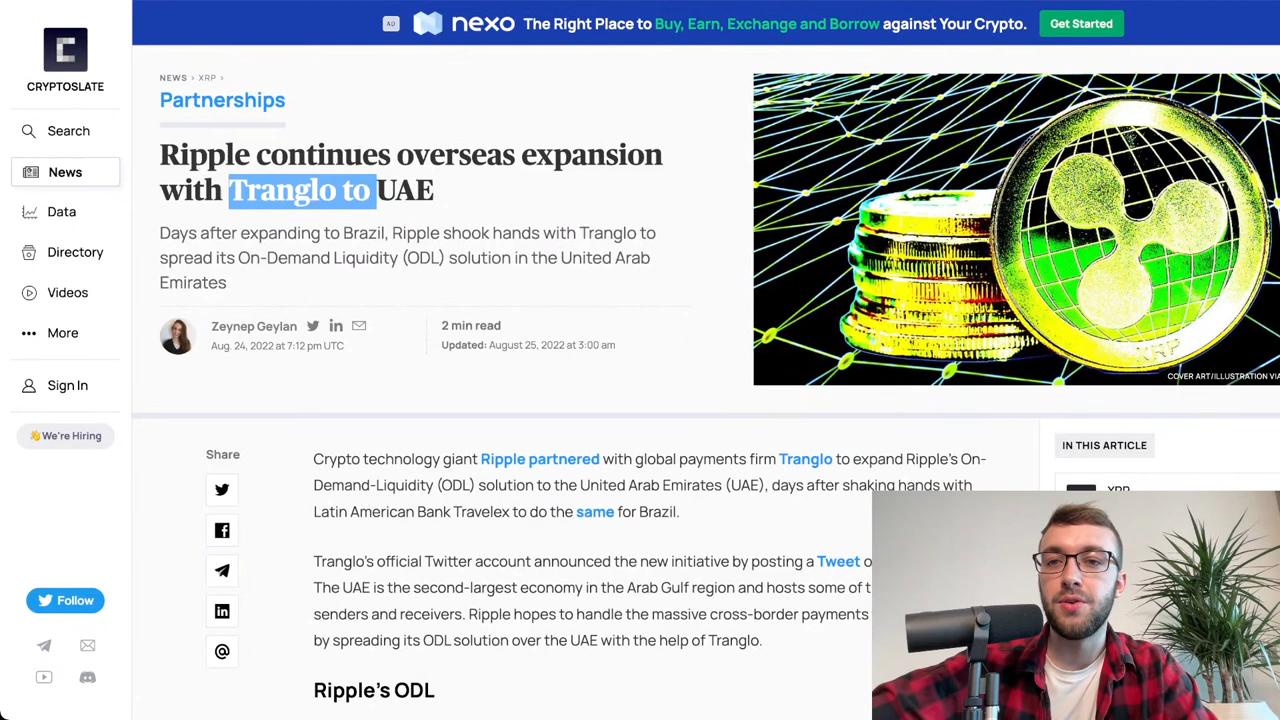 AD
nexo
The Right Place to Buy, Earn, Exchange and Borrow against Your Crypto.
Get Started
CRYPTOSLATE
Search
News
Data
Directory
Videos
More
Sign In
👋We're Hiring
Follow
NEWS > XRP >
Partnerships
Ripple continues overseas expansion
with Tranglo to UAE
Days after expanding to Brazil, Ripple shook hands with Tranglo to
spread its On-Demand Liquidity (ODL) solution in the United Arab
Emirates
Zeynep Geylan
Aug. 24, 2022 at 7:12 pm UTC
2 min read
Updated: August 25, 2022 at 3:00 am
XRP
COVER ART/ILLUSTRATION VIA
Share
Crypto technology giant Ripple partnered with global payments firm Tranglo to expand Ripple's On-
Demand-Liquidity (ODL) solution to the United Arab Emirates (UAE), days after shaking hands with
Latin American Bank Travelex to do the same for Brazil.
Tranglo's official Twitter account announced the new initiative by posting a Tweet
The UAE is the second-largest economy in the Arab Gulf region and hosts some of
senders and receivers. Ripple hopes to handle the massive cross-border payments
by spreading its ODL solution over the UAE with the help of Tranglo.
Ripple's ODL
IN THIS ARTICLE
XRP